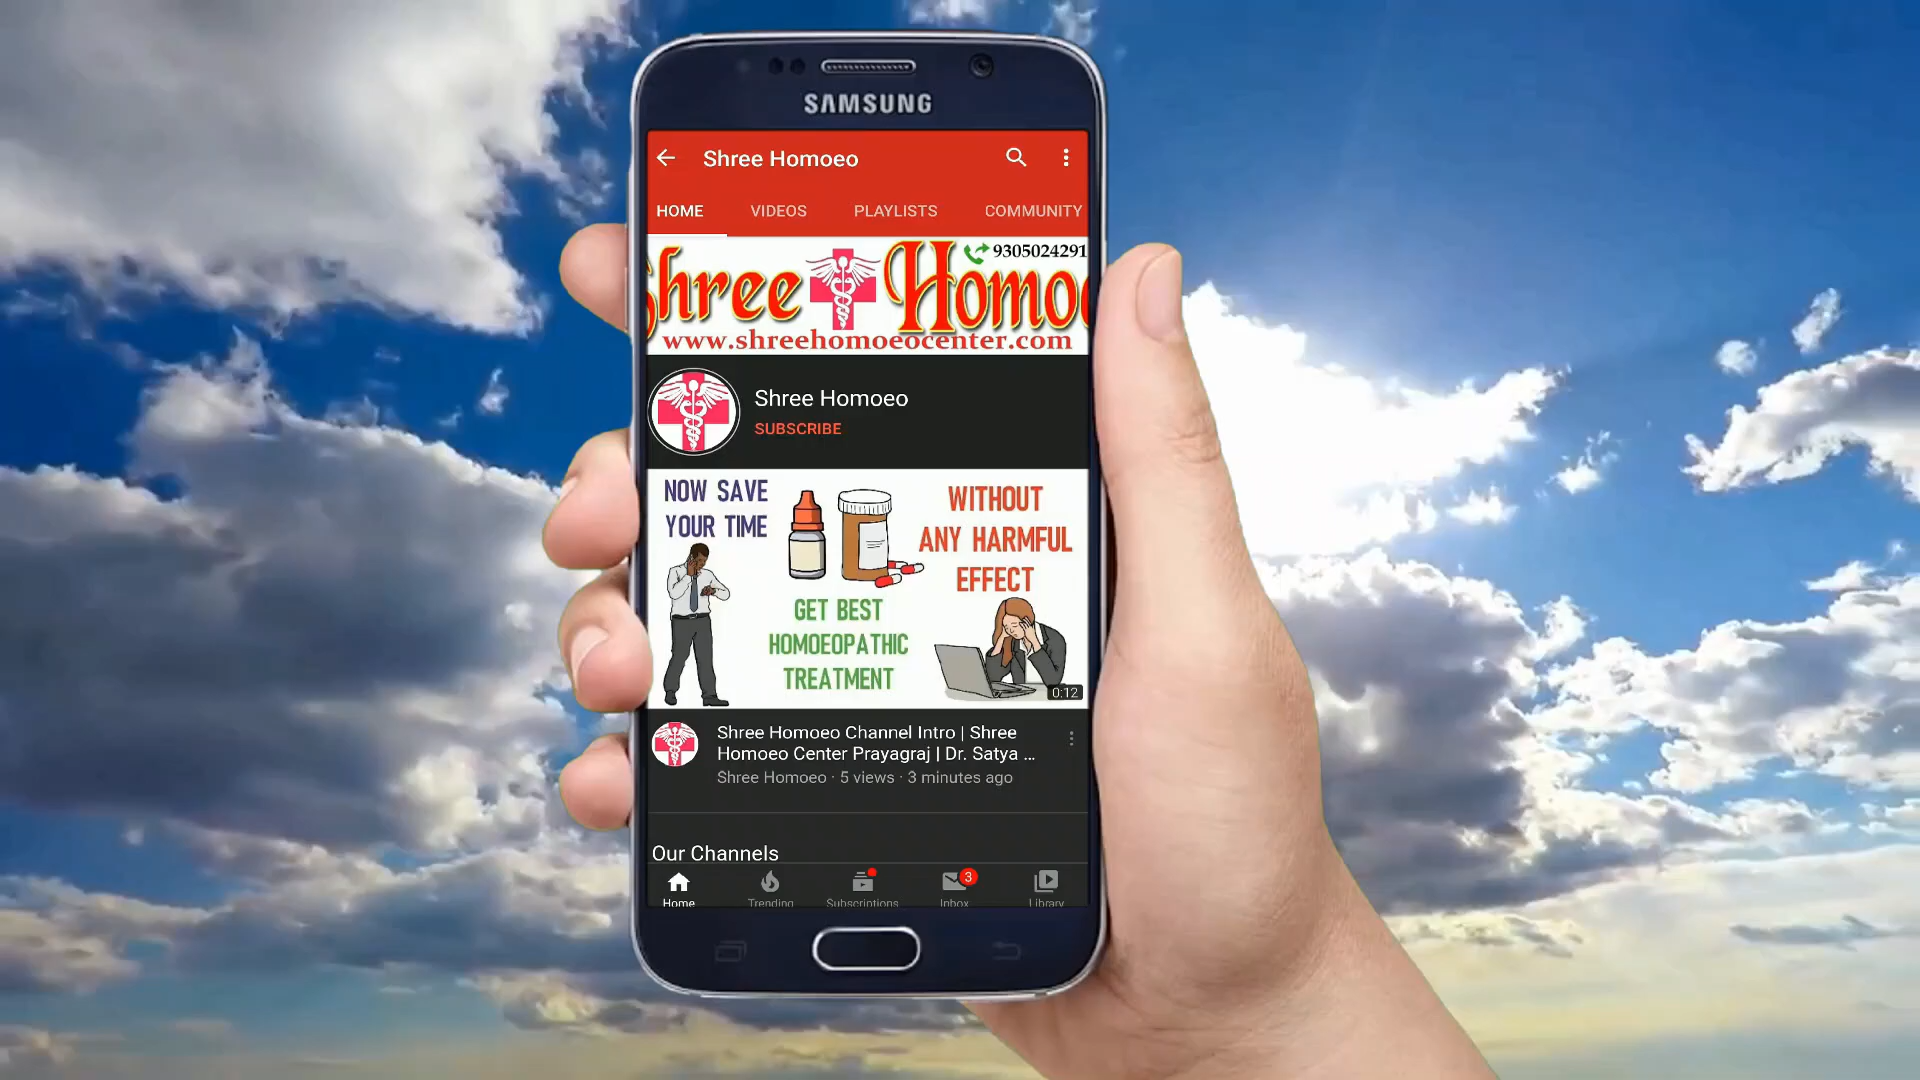 SAMSUNG
Shree Homoeo
HOME VIDEOS PLAYLISTS COMMUNITY
9305024291
Shree Homoe
www.shreehomoeocenter.com
Shree Homoeo
SUBSCRIBE
NOW SAVE
YOUR TIME
WITHOUT
ANY HARMFUL
EFFECT
GET BEST
HOMOEOPATHIC
TREATMENT
0:12
Shree Homoeo Channel Intro | Shree
Homoeo Center Prayagraj | Dr. Satya ...
Shree Homoeo · 5 views · 3 minutes ago
Our Channels
3
Home Trending Subscriptions Inbox Library